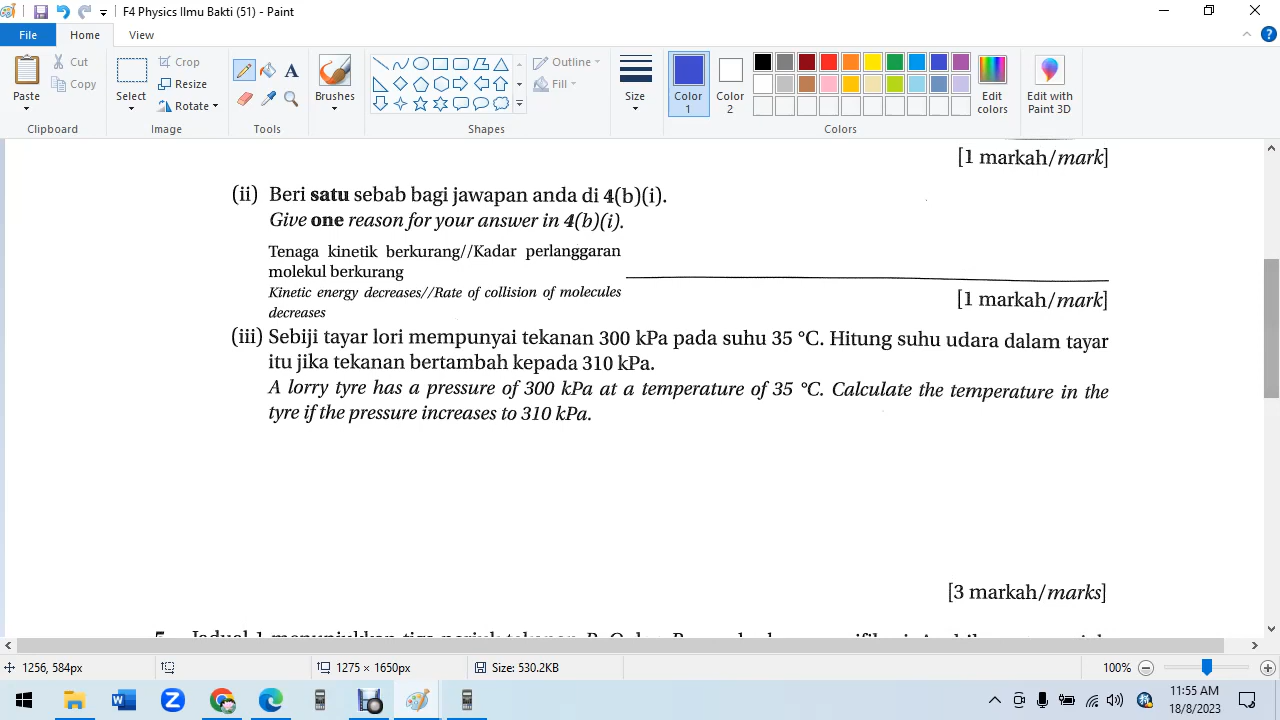 F4 Physics Ilmu Bakti (51) - Paint
File Home View
Paste Cut Copy Select Crop Resize Rotate Brushes Outline Fill Size Color 1 Color 2 Edit colors Edit with Paint 3D
Clipboard Image Tools Shapes Colors
[1 markah/mark]
(ii) Beri satu sebab bagi jawapan anda di 4(b)(i).
Give one reason for your answer in 4(b)(i).
Tenaga kinetik berkurang//Kadar perlanggaran
molekul berkurang
Kinetic energy decreases//Rate of collision of molecules
[1 markah/mark]
decreases
(iii) Sebiji tayar lori mempunyai tekanan 300 kPa pada suhu 35 °C. Hitung suhu udara dalam tayar
itu jika tekanan bertambah kepada 310 kPa.
A lorry tyre has a pressure of 300 kPa at a temperature of 35 °C. Calculate the temperature in the
tyre if the pressure increases to 310 kPa.
[3 markah/marks]
1256, 584px 1275 × 1650px Size: 530.2KB 100%
11:55 AM
18/8/2023